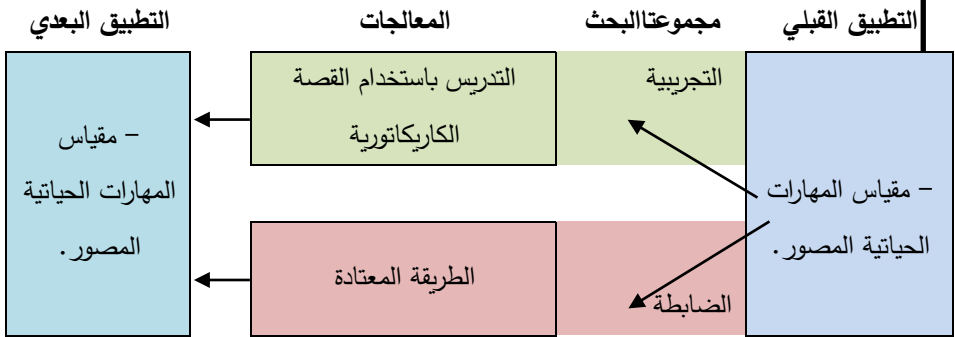 التطبيق القبلي
مجموعتاالبحث
المعالجات
التطبيق البعدي
– مقياس المهارات
الحياتية المصور.
التجريبية
الضابطة
التدريس باستخدام القصة
الكاريكاتورية
الطريقة المعتادة
– مقياس
المهارات الحياتية
المصور.